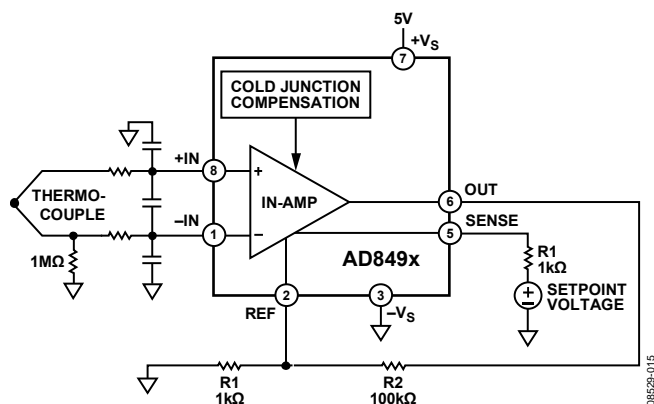 5V
+VS
7
COLD JUNCTION
COMPENSATION
+IN
8
+
THERMO-
COUPLE
IN-AMP
OUT
6
–IN
1
–
SENSE
5
AD849x
R1
1kΩ
1MΩ
2
3
+
–
SETPOINT
VOLTAGE
REF
–VS
R1
1kΩ
R2
100kΩ
08529-015